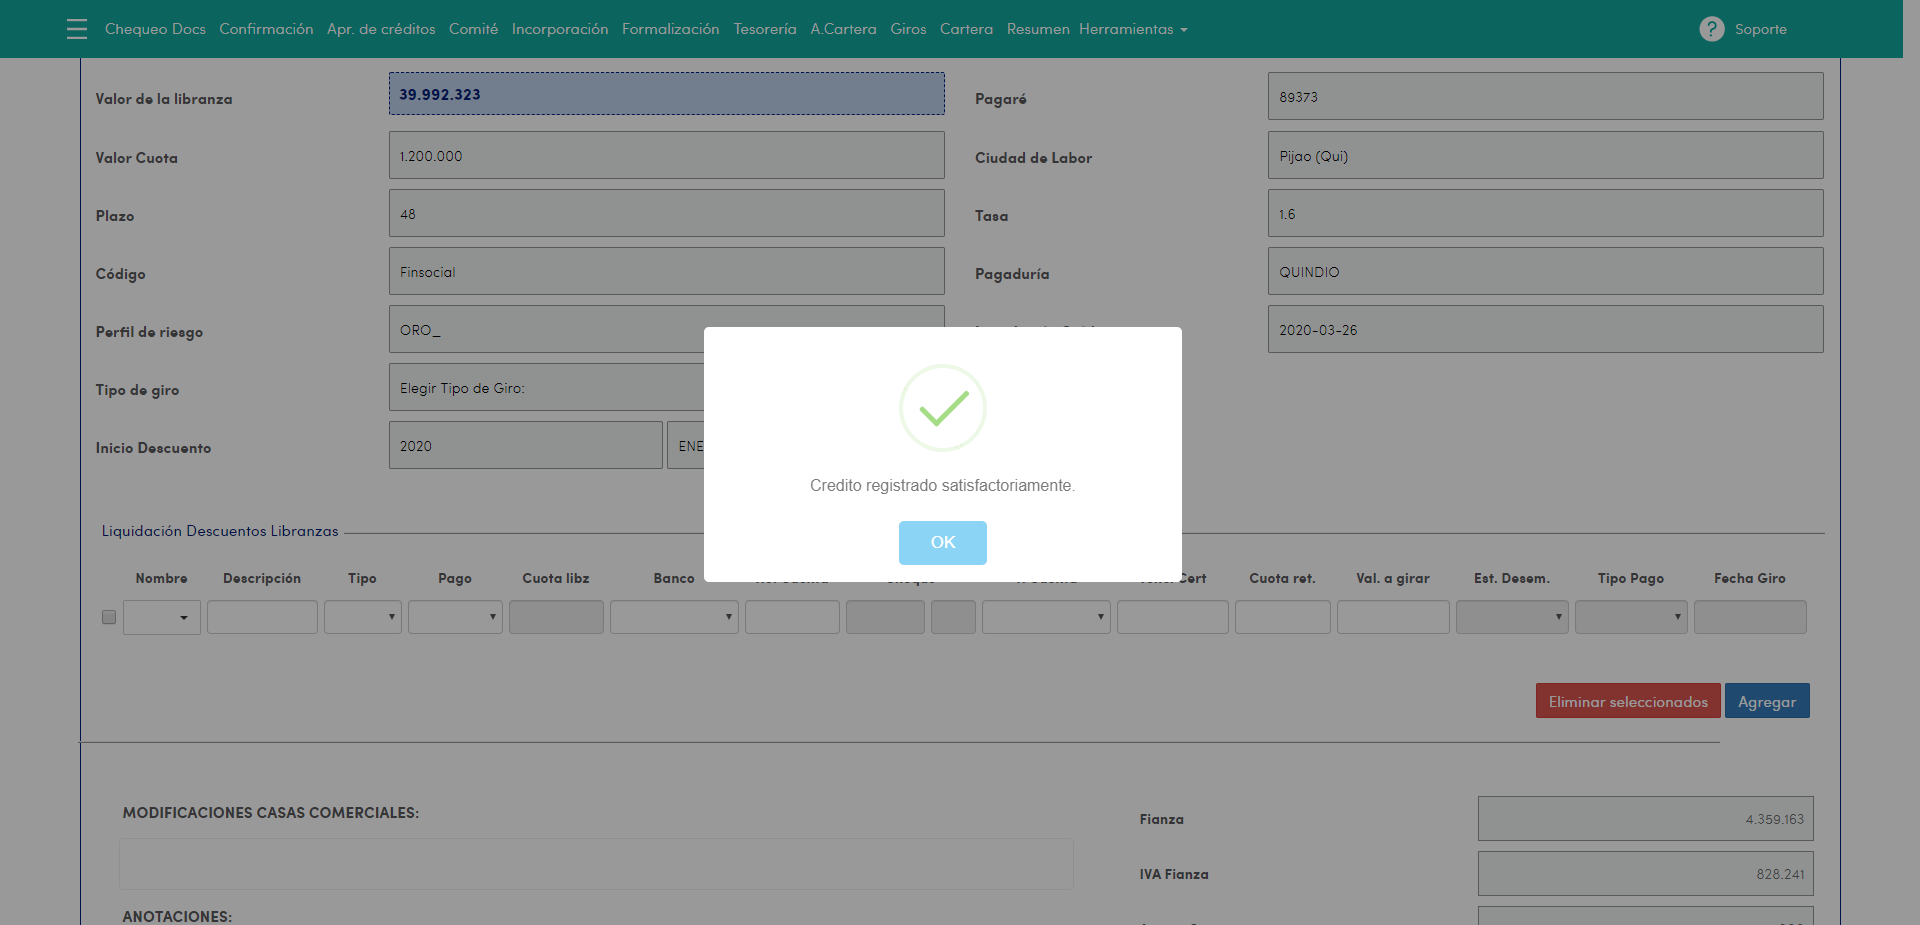 Chequeo Docs Confirmación Apr. de créditos Comité Incorporación Formalización Tesorería A.Cartera Giros Cartera Resumen Herramientas ? Soporte
Valor de la libranza 39.992.323 Pagaré 89373
Valor Cuota 1.200.000 Ciudad de Labor Pijao (Qui)
Plazo 48 Tasa 1.6
Código Finsocial Pagaduría QUINDIO
Perfil de riesgo ORO_ 2020-03-26
Tipo de giro Elegir Tipo de Giro:
Inicio Descuento 2020 ENE
Credito registrado satisfactoriamente.
OK
Liquidación Descuentos Libranzas
Nombre Descripción Tipo Pago Cuota libz Banco Cert Cuota ret. Val. a girar Est. Desem. Tipo Pago Fecha Giro
Eliminar seleccionados Agregar
MODIFICACIONES CASAS COMERCIALES:
Fianza 4.359.163
IVA Fianza 828.241
ANOTACIONES: